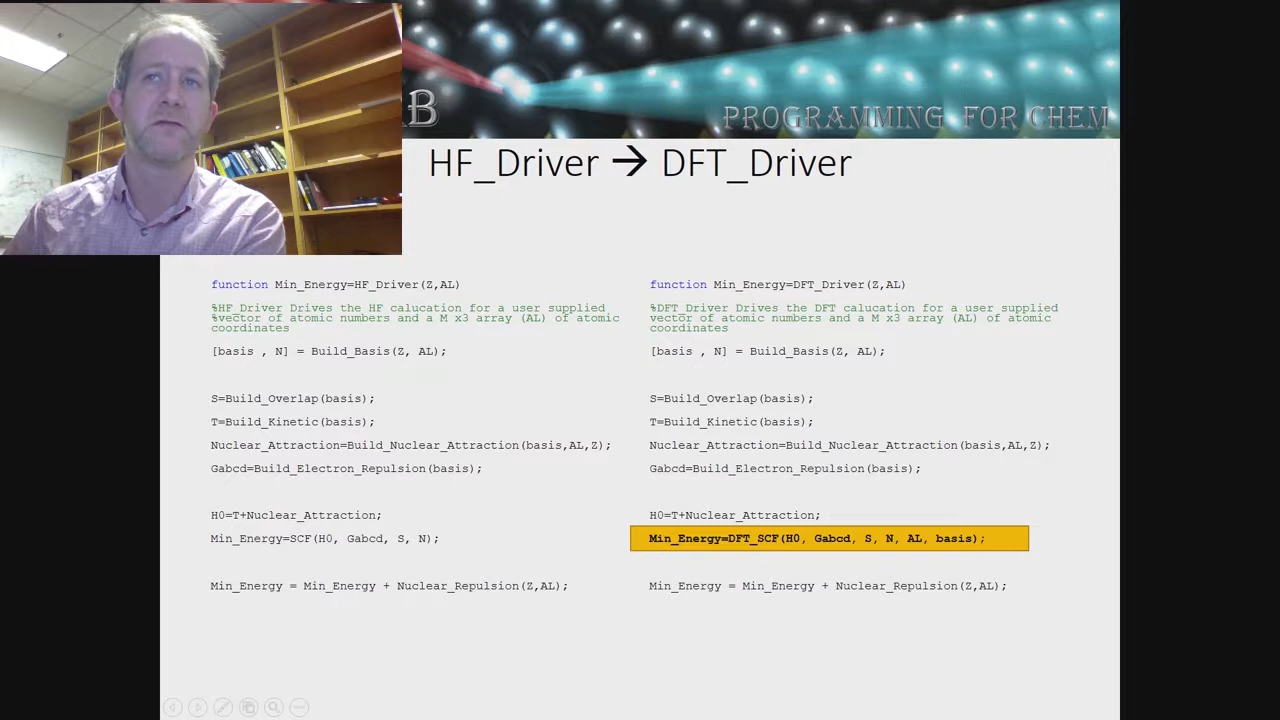 B
PROGRAMMING FOR CHEM
HF_Driver → DFT_Driver
function Min_Energy=HF_Driver(Z,AL)
%HF_Driver Drives the HF calucation for a user supplied
%vector of atomic numbers and a M x3 array (AL) of atomic
coordinates
[basis , N] = Build_Basis(Z, AL);
S=Build_Overlap(basis);
T=Build_Kinetic(basis);
Nuclear_Attraction=Build_Nuclear_Attraction(basis,AL,Z);
Gabcd=Build_Electron_Repulsion(basis);
H0=T+Nuclear_Attraction;
Min_Energy=SCF(H0, Gabcd, S, N);
Min_Energy = Min_Energy + Nuclear_Repulsion(Z,AL);
function Min_Energy=DFT_Driver(Z,AL)
%DFT_Driver Drives the DFT calucation for a user supplied
vector of atomic numbers and a M x3 array (AL) of atomic
coordinates
[basis , N] = Build_Basis(Z, AL);
S=Build_Overlap(basis);
T=Build_Kinetic(basis);
Nuclear_Attraction=Build_Nuclear_Attraction(basis,AL,Z);
Gabcd=Build_Electron_Repulsion(basis);
H0=T+Nuclear_Attraction;
Min_Energy=DFT_SCF(H0, Gabcd, S, N, AL, basis);
Min_Energy = Min_Energy + Nuclear_Repulsion(Z,AL);